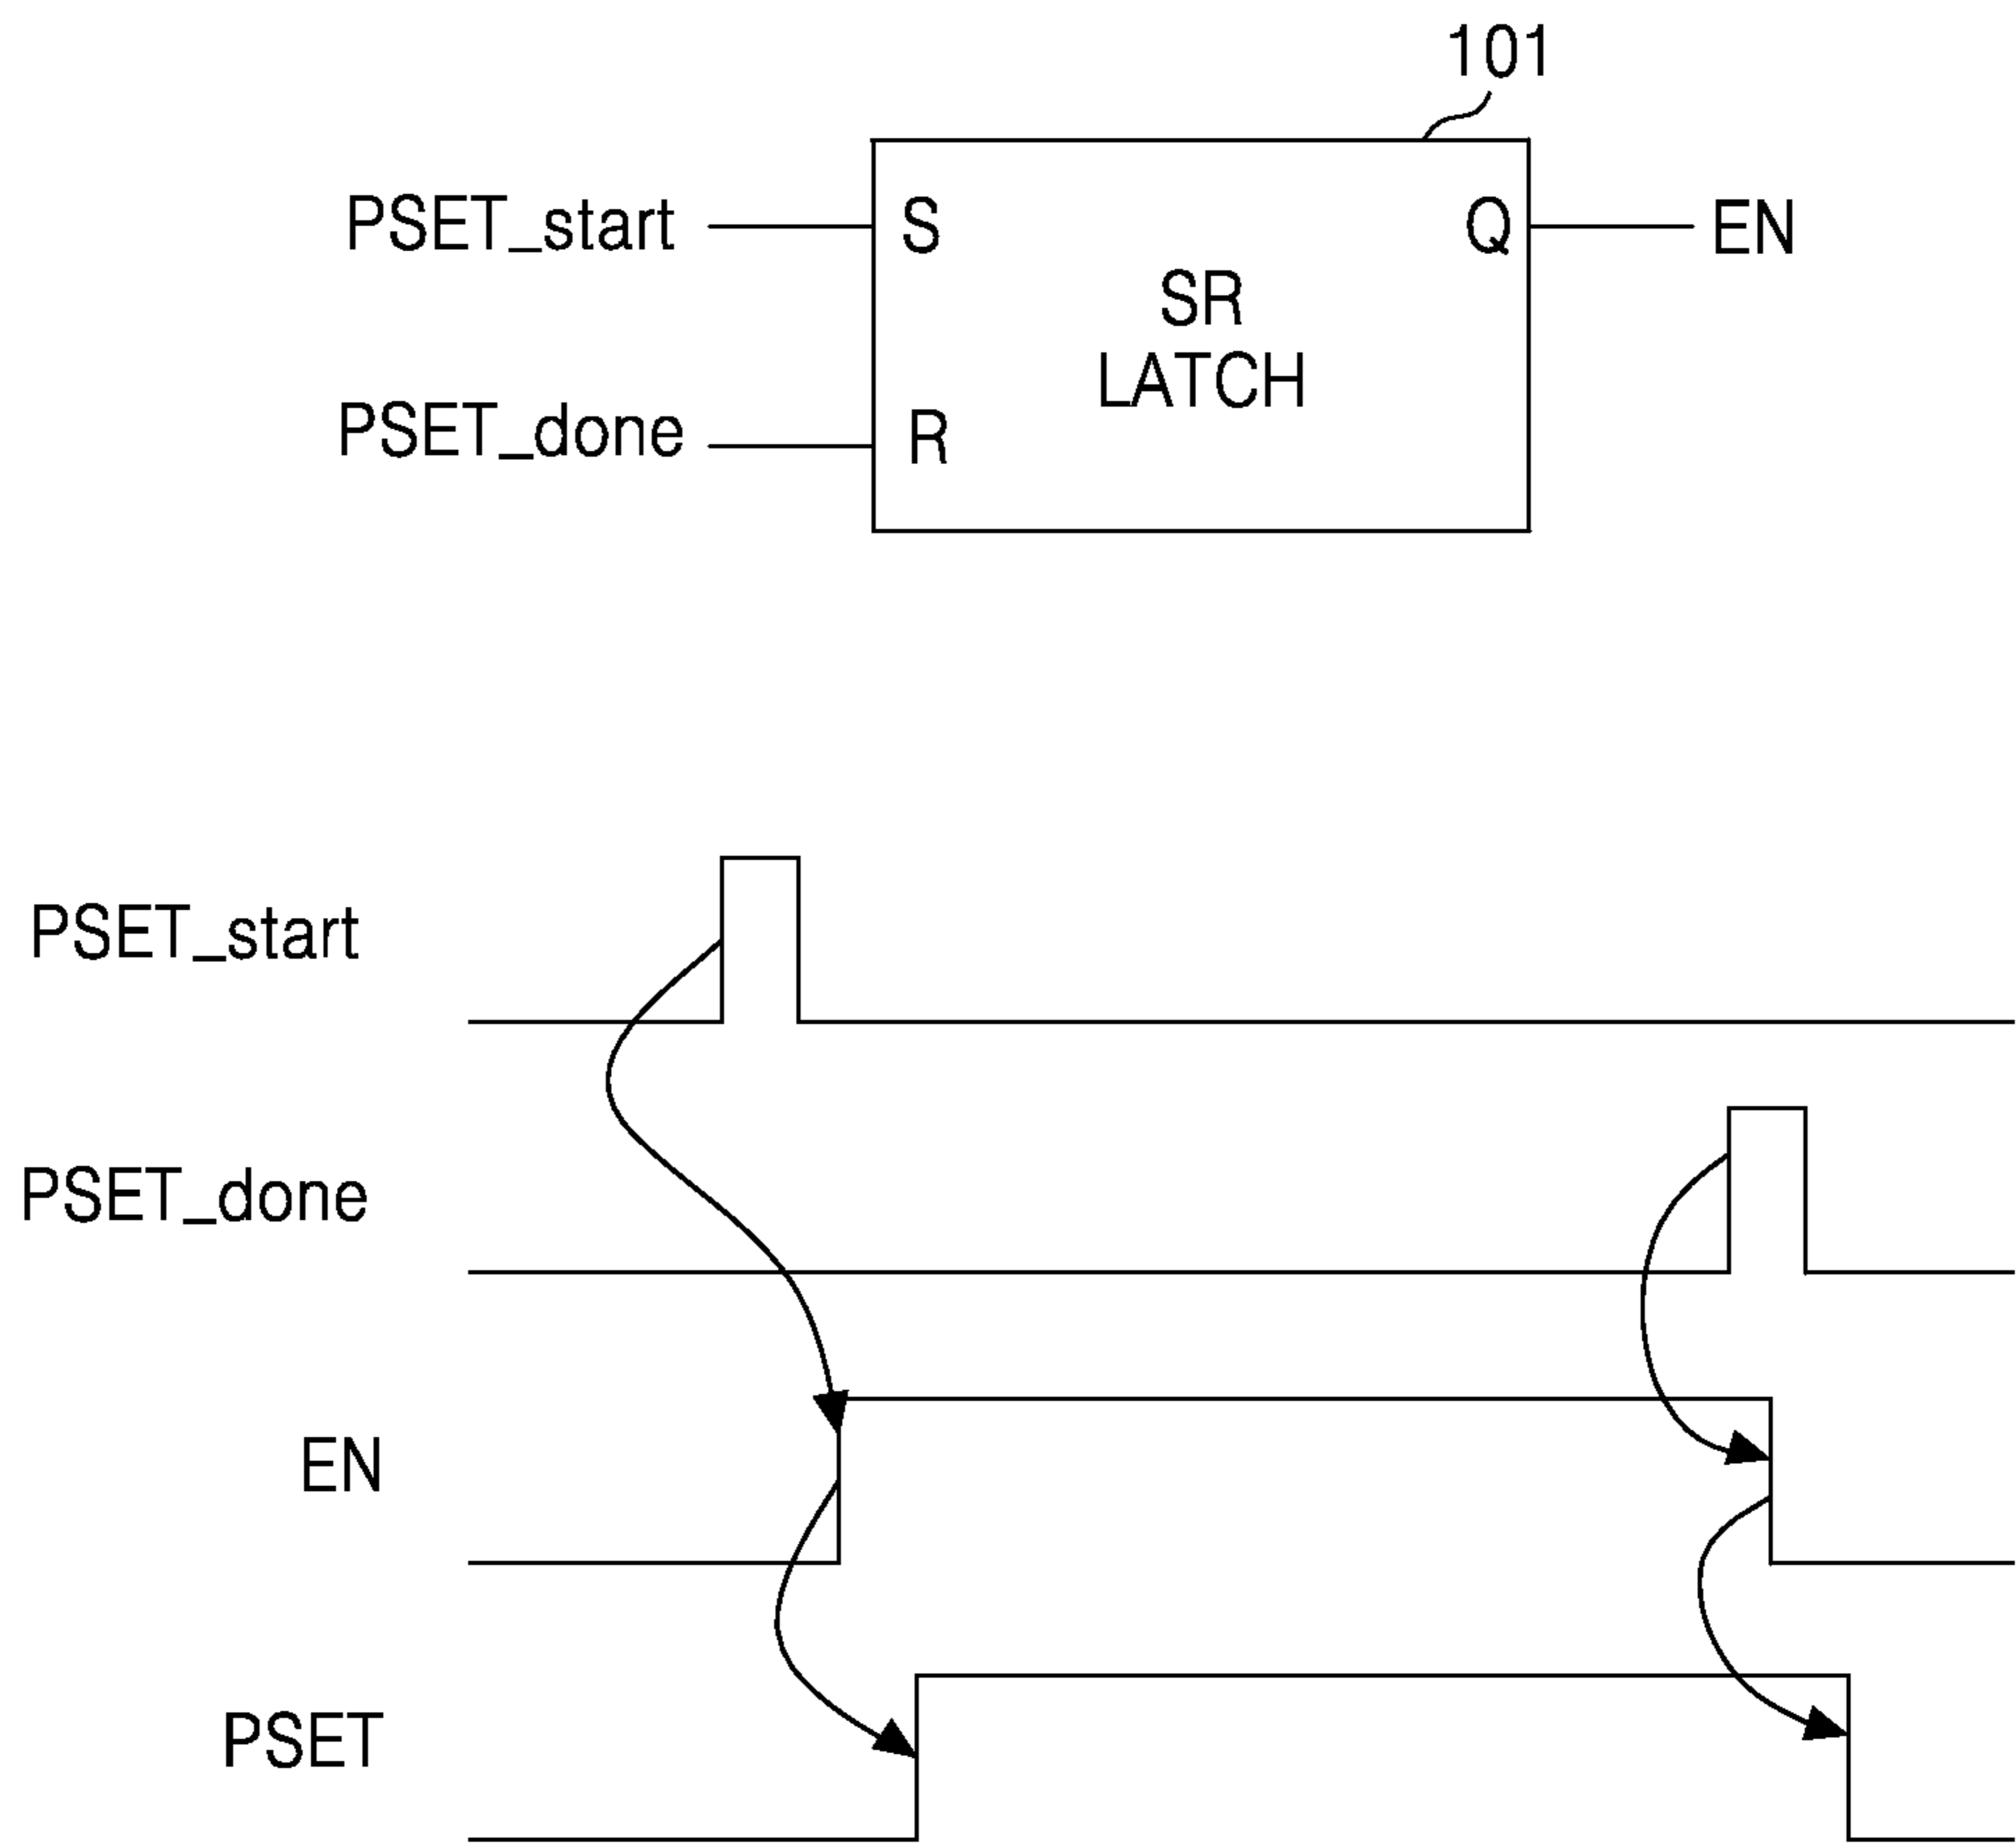 101
PSET_start
S
Q
EN
SR
LATCH
PSET_done
R
PSET_start
PSET_done
EN
PSET